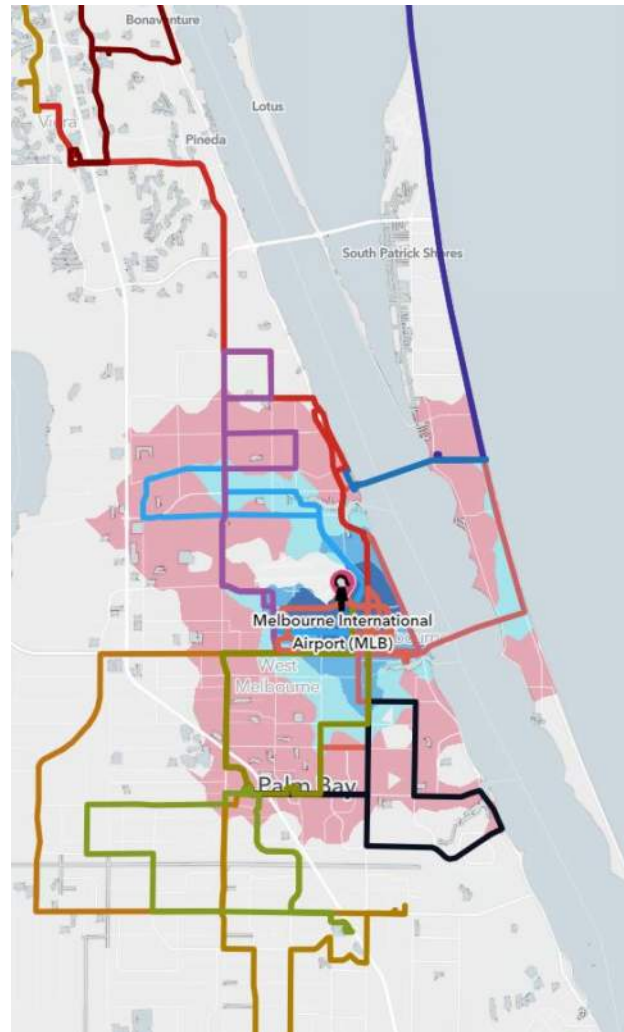 Bonaventure
Lotus
Viera
Pineda
South Patrick Shores
Melbourne International
Airport (MLB)
West
Melbourne
Palm Bay